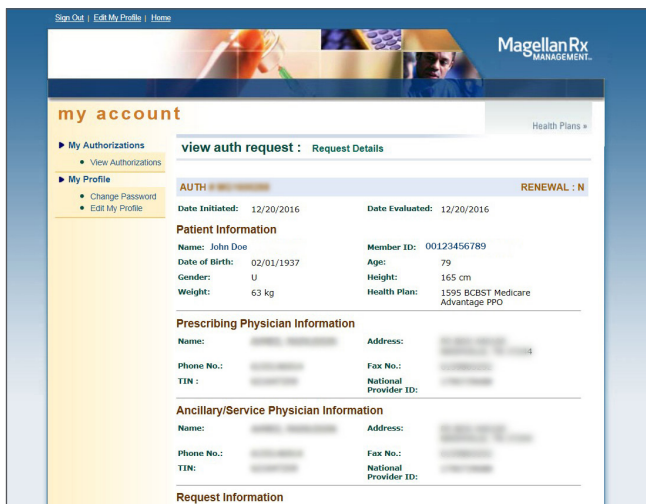 Sign Out | Edit My Profile | Home
Magellan Rx
MANAGEMENT
my account
Health Plans »
My Authorizations
View Authorizations
My Profile
Change Password
Edit My Profile
view auth request : Request Details
AUTH RENEWAL : N
Date Initiated: 12/20/2016 Date Evaluated: 12/20/2016
Patient Information
Name: John Doe Member ID: 00123456789
Date of Birth: 02/01/1937 Age: 79
Gender: U Height: 165 cm
Weight: 63 kg Health Plan: 1595 BCBST Medicare
Advantage PPO
Prescribing Physician Information
Name: Address:
4
Phone No.: Fax No.:
TIN : National
Provider ID:
Ancillary/Service Physician Information
Name: Address:
Phone No.: Fax No.:
TIN: National
Provider ID:
Request Information